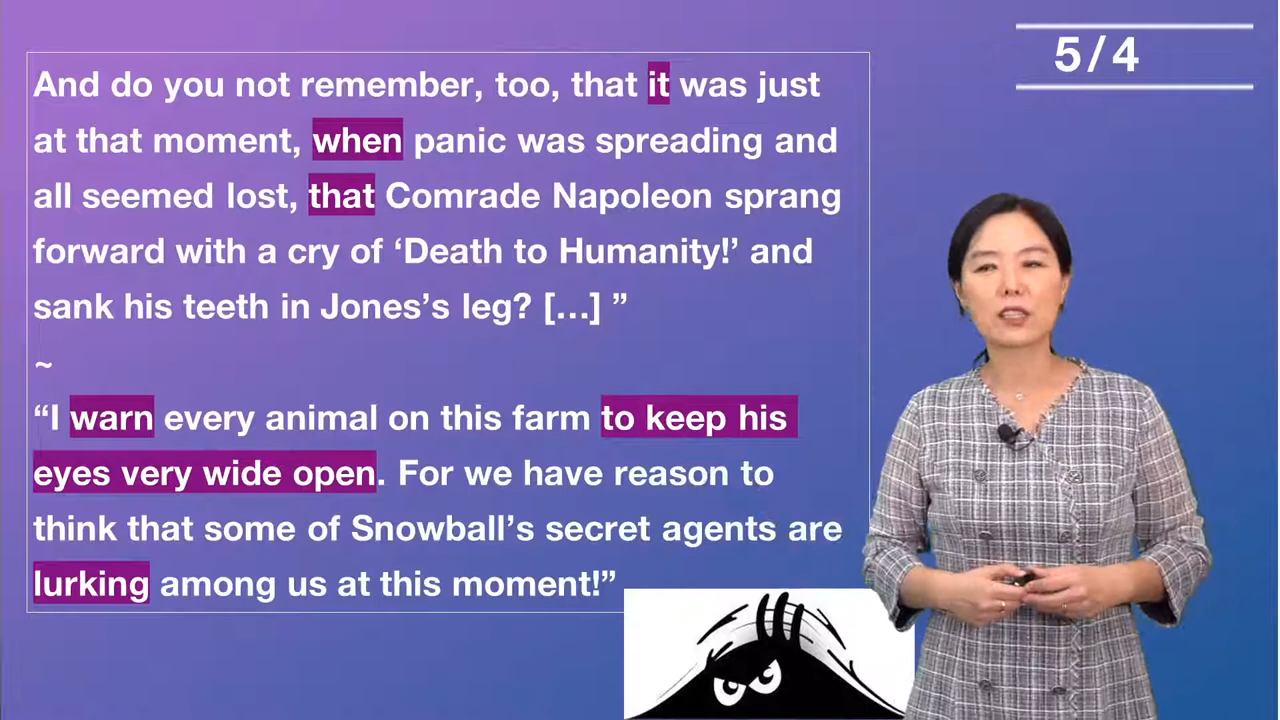 5/4
And do you not remember, too, that it was just
at that moment, when panic was spreading and
all seemed lost, that Comrade Napoleon sprang
forward with a cry of ‘Death to Humanity!’ and
sank his teeth in Jones’s leg? […] ”
~
“I warn every animal on this farm to keep his
eyes very wide open. For we have reason to
think that some of Snowball’s secret agents are
lurking among us at this moment!”